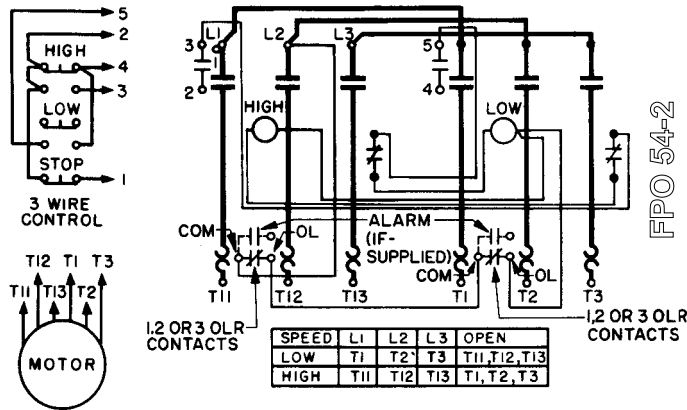 5
2
HIGH
4
3
LOW
STOP
1
3 WIRE
CONTROL
3
L1
L2
L3
5
1
2
4
HIGH
LOW
FPO 54-2
COM
OL
ALARM
(IF-
SUPPLIED)
COM
OL
T11
T12
T13
T1
T2
T3
T12
T1
T3
T11
T13
T2
MOTOR
1,2 OR 3 OLR
CONTACTS
1,2 OR 3 OLR
CONTACTS
SPEED L1 L2 L3 OPEN
LOW T1 T2 T3 T11,T12,T13
HIGH T11 T12 T13 T1,T2,T3